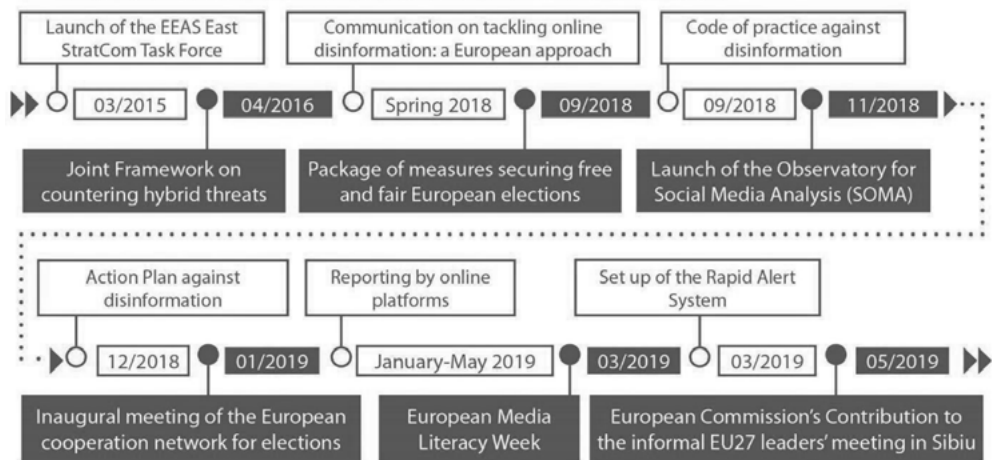 Launch of the EEAS East
StratCom Task Force
Communication on tackling online
disinformation: a European approach
Code of practice against
disinformation
03/2015
04/2016
Spring 2018
09/2018
09/2018
11/2018
Joint Framework on
countering hybrid threats
Package of measures securing free
and fair European elections
Launch of the Observatory for
Social Media Analysis (SOMA)
Action Plan against
disinformation
Reporting by online
platforms
Set up of the Rapid Alert
System
12/2018
01/2019
January-May 2019
03/2019
03/2019
05/2019
Inaugural meeting of the European
cooperation network for elections
European Media
Literacy Week
European Commission's Contribution to
the informal EU27 leaders' meeting in Sibiu